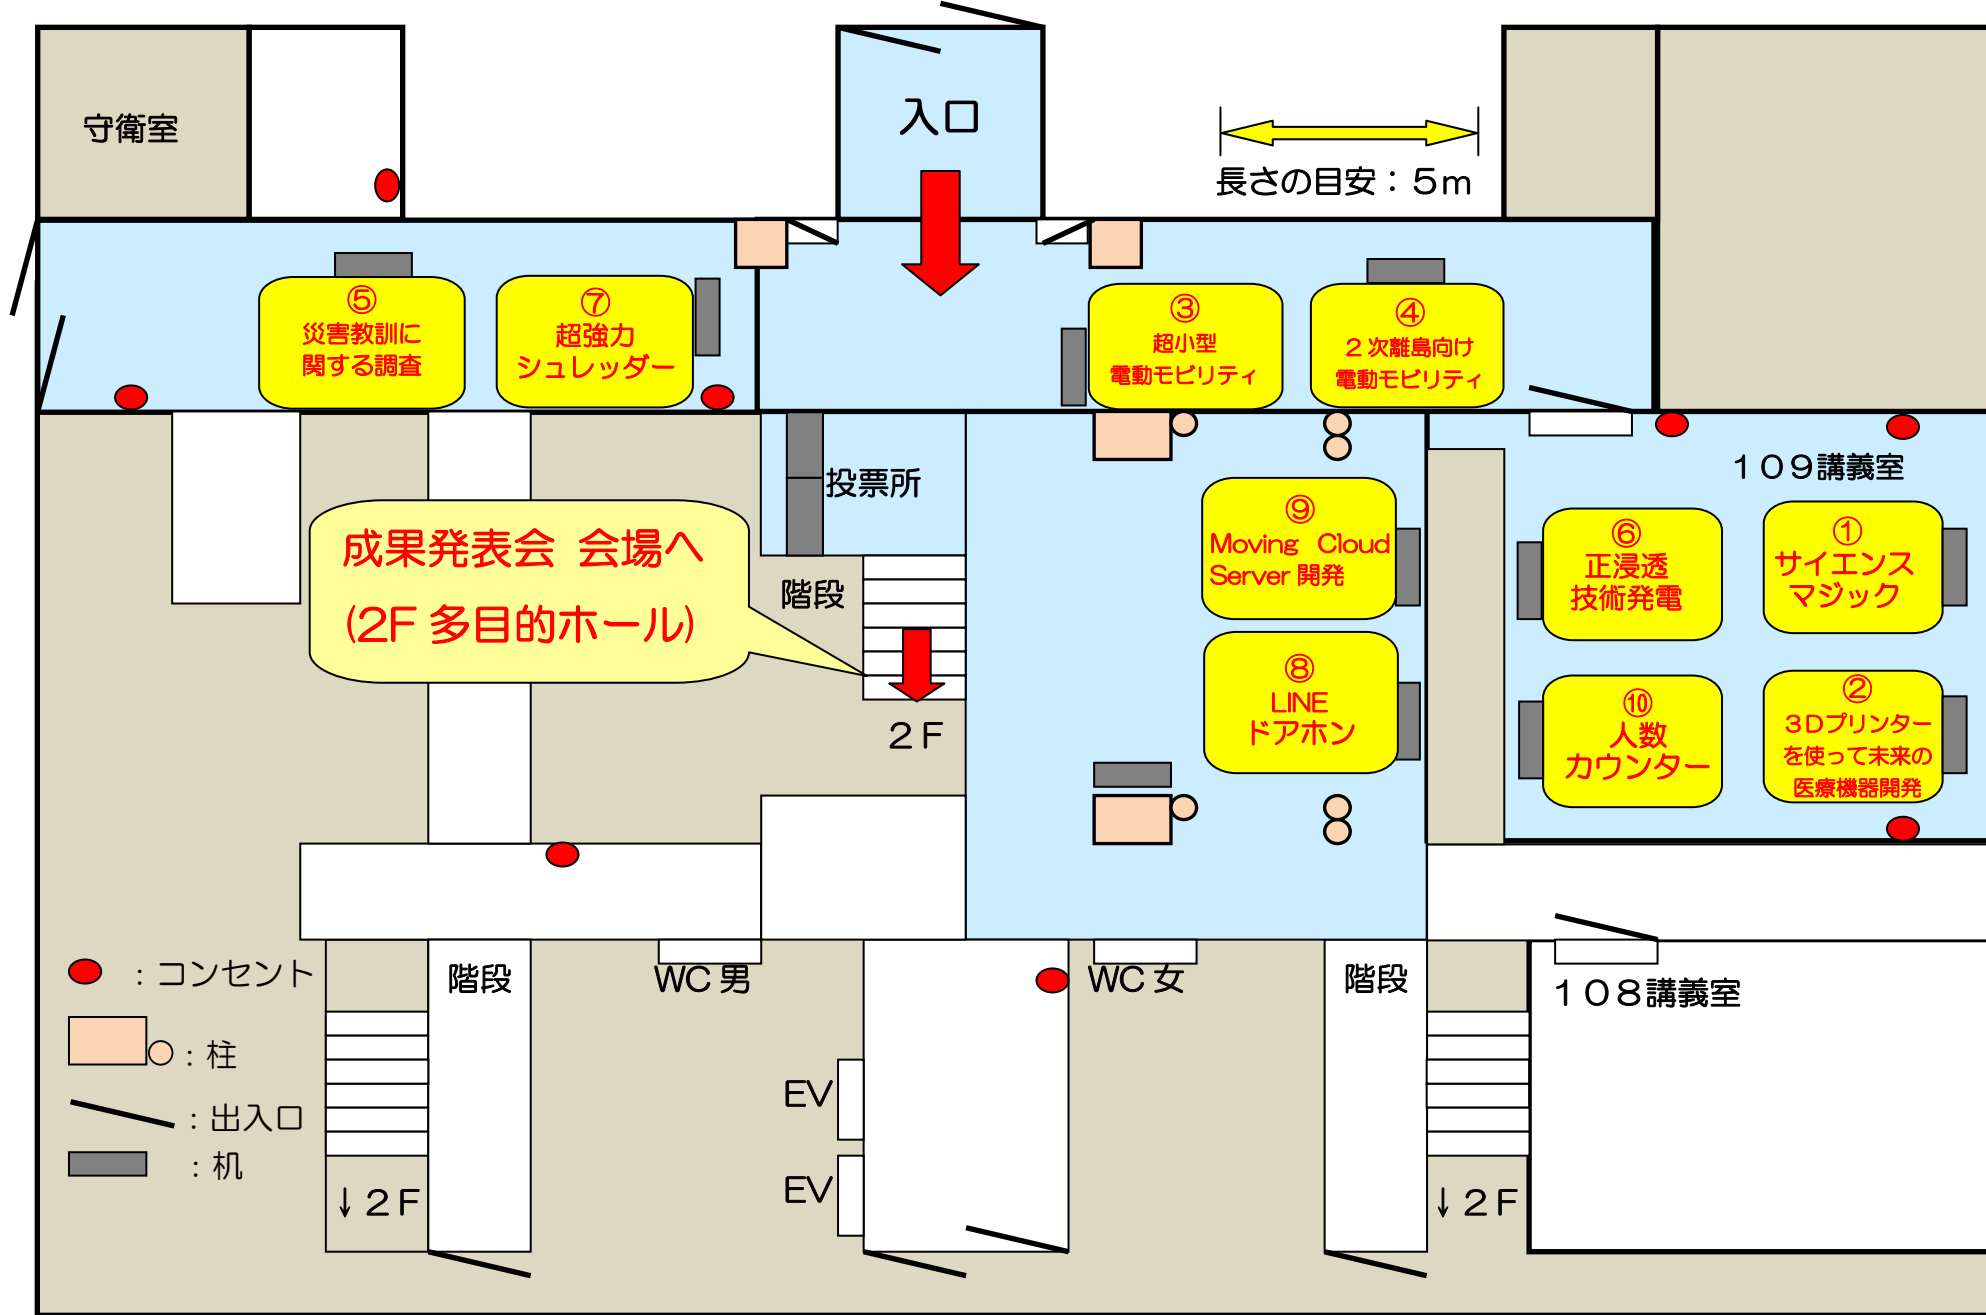 守衛室
入口
長さの目安：５ｍ
⑤
災害教訓に
関する調査
⑦
超強力
シュレッダー
③
超小型
電動モビリティ
④
２次離島向け
電動モビリティ
投票所
１０９講義室
成果発表会 会場へ
(2F 多目的ホール)
階段
２Ｆ
⑨
Moving Cloud
Server 開発
⑧
LINE
ドアホン
⑥
正浸透
技術発電
①
サイエンス
マジック
⑩
人数
カウンター
②
３Ｄプリンター
を使って未来の
医療機器開発
：コンセント
：柱
：出入口
：机
階段
WC 男
WC 女
階段
１０８講義室
EV
EV
↓２Ｆ
↓２Ｆ